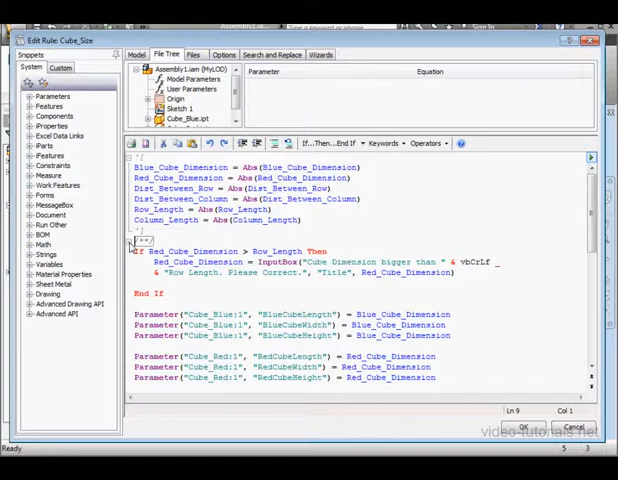 Edit Rule: Cube_Size
Snippets
System
Custom
Parameters
Features
Components
iProperties
Excel Data Links
iParts
iFeatures
Constraints
Measure
Work Features
Forms
MessageBox
Document
Run Other
BOM
Math
Strings
Variables
Material Properties
Sheet Metal
Drawing
Advanced Drawing API
Advanced API
Model
File Tree
Files
Options
Search and Replace
Wizards
Assembly1.iam (MyLOD)
Model Parameters
User Parameters
Origin
Sketch 1
Cube_Blue.ipt
Parameter
Equation
If...Then...End If
Keywords
Operators
'[
Blue_Cube_Dimension = Abs(Blue_Cube_Dimension)
Red_Cube_Dimension = Abs(Red_Cube_Dimension)
Dist_Between_Row = Abs(Dist_Between_Row)
Dist_Between_Column = Abs(Dist_Between_Column)
Row_Length = Abs(Row_Length)
Column_Length = Abs(Column_Length)
']
/**/
If Red_Cube_Dimension > Row_Length Then
Red_Cube_Dimension = InputBox("Cube Dimension bigger than " & vbCrLf _
& "Row Length. Please Correct.", "Title", Red_Cube_Dimension)
End If
Parameter("Cube_Blue:1", "BlueCubeLength") = Blue_Cube_Dimension
Parameter("Cube_Blue:1", "BlueCubeWidth") = Blue_Cube_Dimension
Parameter("Cube_Blue:1", "BlueCubeHeight") = Blue_Cube_Dimension
Parameter("Cube_Red:1", "RedCubeLength") = Red_Cube_Dimension
Parameter("Cube_Red:1", "RedCubeWidth") = Red_Cube_Dimension
Parameter("Cube_Red:1", "RedCubeHeight") = Red_Cube_Dimension
Ln 9
Col 1
OK
Cancel
video-tutorials.net
Ready
5
3